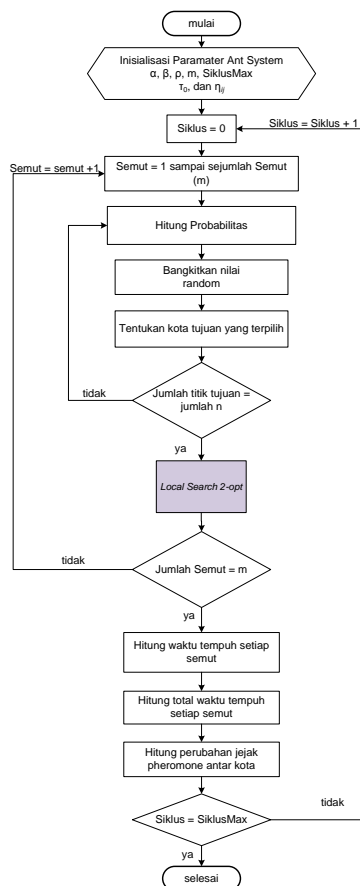 mulai
Inisialisasi Paramater Ant System
α, β, ρ, m, SiklusMax
τ₀, dan ηᵢⱼ
Siklus = 0
Siklus = Siklus + 1
Semut = semut +1
Semut = 1 sampai sejumlah Semut
(m)
Hitung Probabilitas
Bangkitkan nilai
random
Tentukan kota tujuan yang terpilih
tidak
Jumlah titik tujuan =
jumlah n
ya
Local Search 2-opt
tidak
Jumlah Semut = m
ya
Hitung waktu tempuh setiap
semut
Hitung total waktu tempuh
setiap semut
Hitung perubahan jejak
pheromone antar kota
tidak
Siklus = SiklusMax
ya
selesai